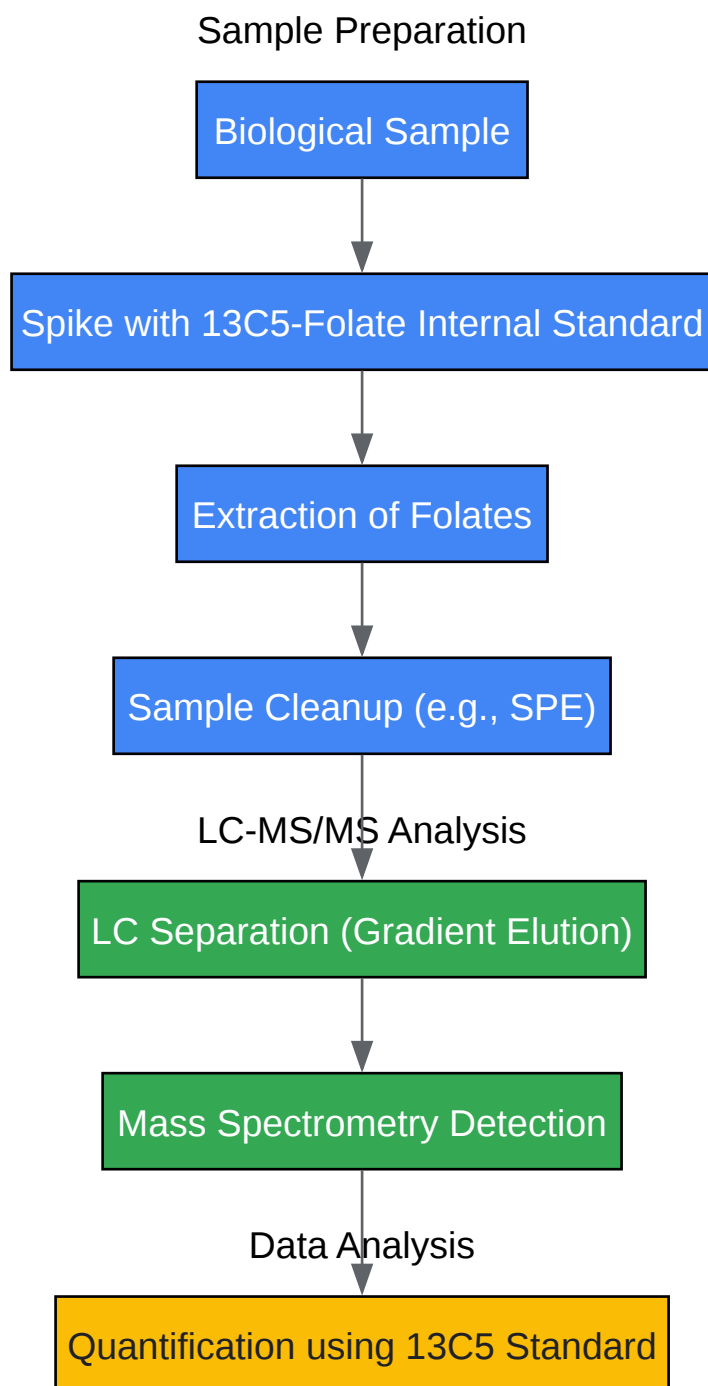 Sample Preparation
Biological Sample
Spike with 13C5-Folate Internal Standard
Extraction of Folates
Sample Cleanup (e.g., SPE)
LC-MS/MS Analysis
LC Separation (Gradient Elution)
Mass Spectrometry Detection
Data Analysis
Quantification using 13C5 Standard